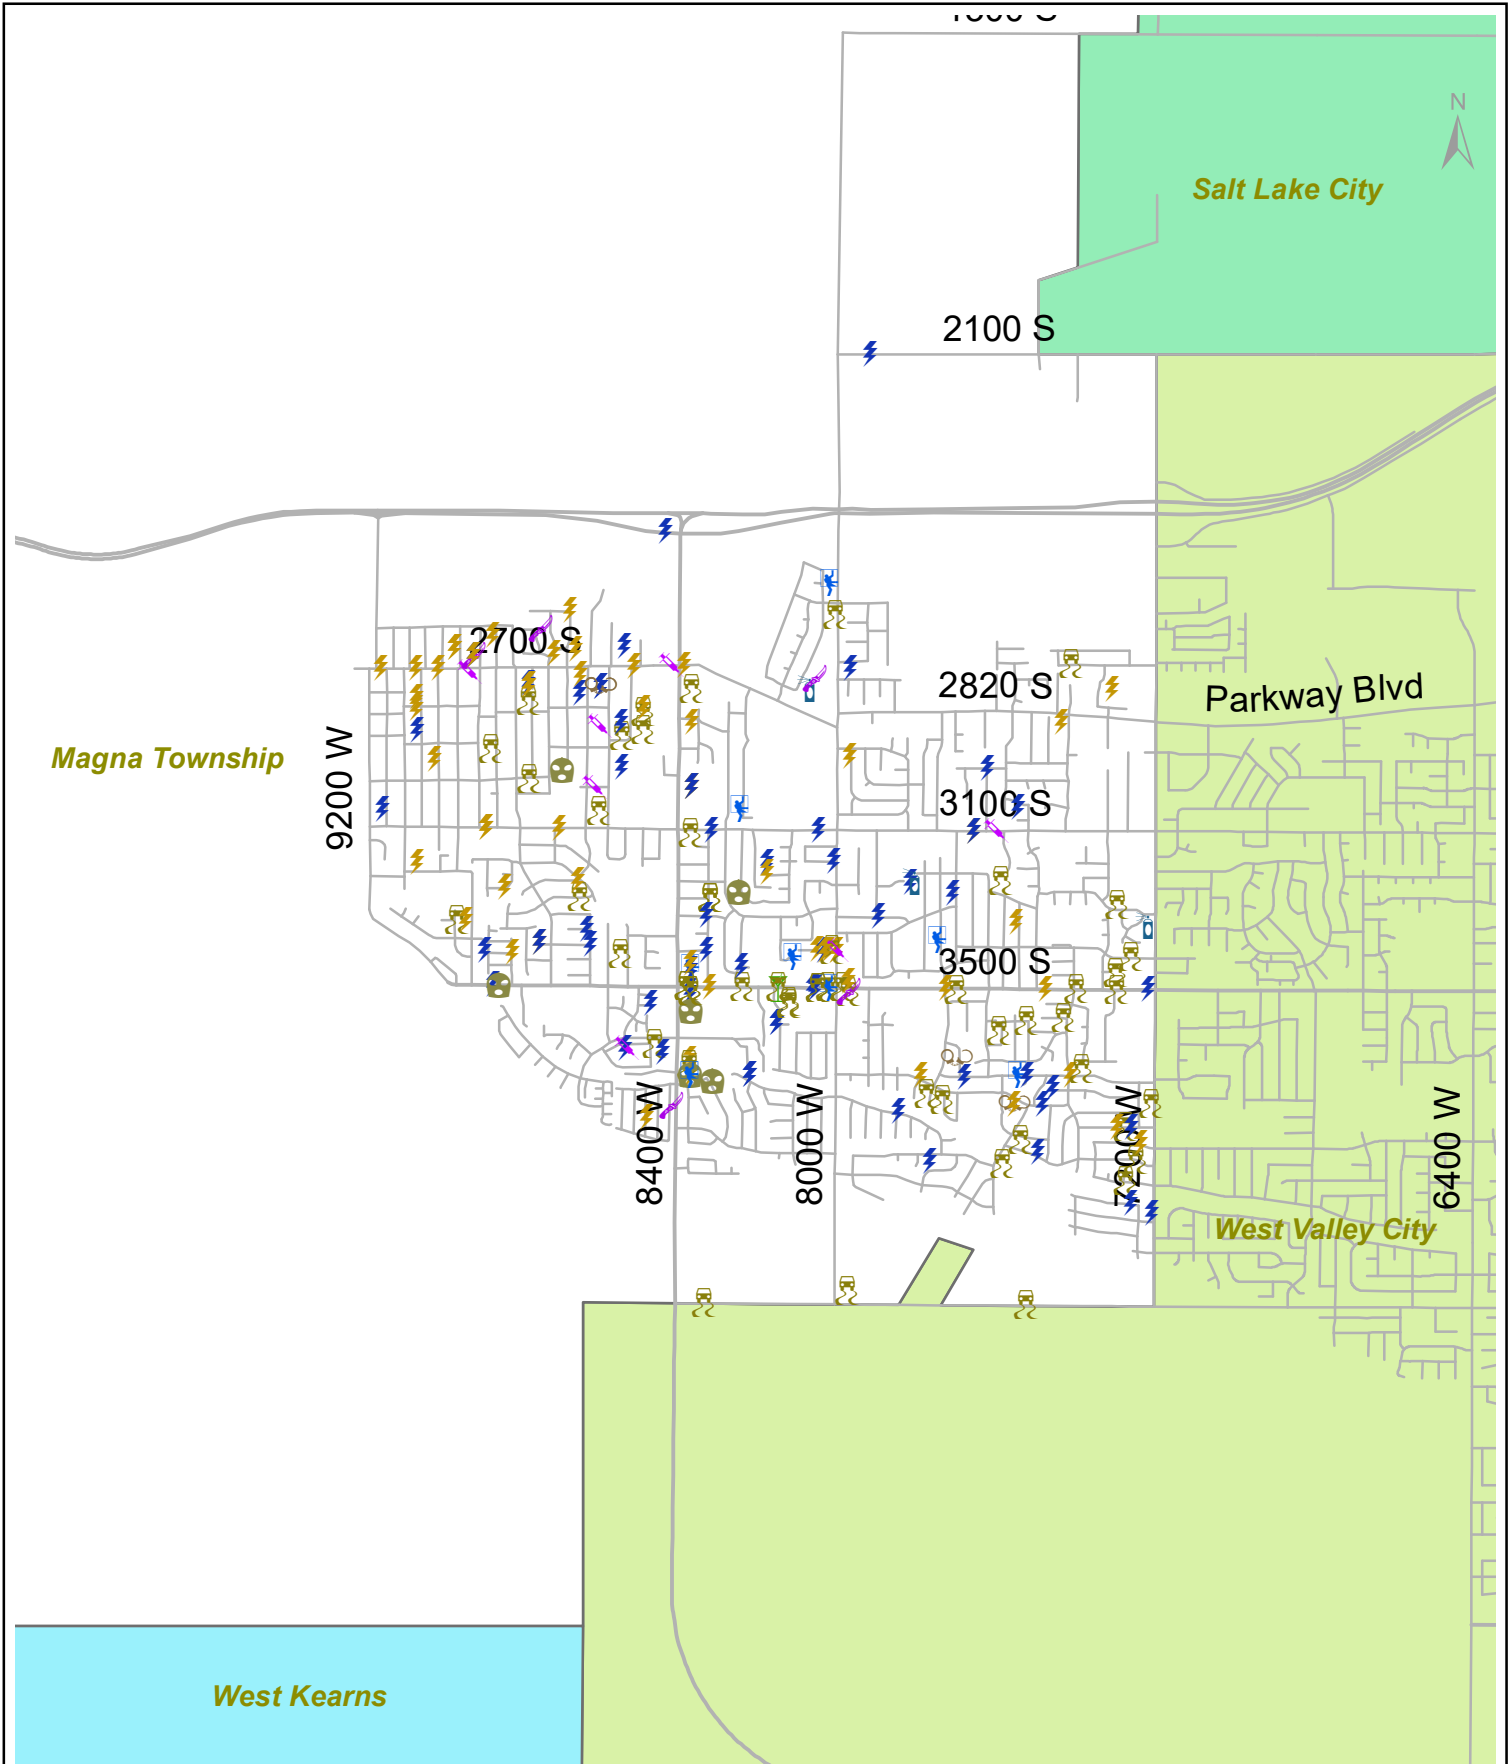 N
Salt Lake City
2100 S
2700 S
2820 S
Parkway Blvd
Magna Township
9200 W
3100 S
3500 S
8400 W
8000 W
7200 W
6400 W
West Valley City
West Kearns